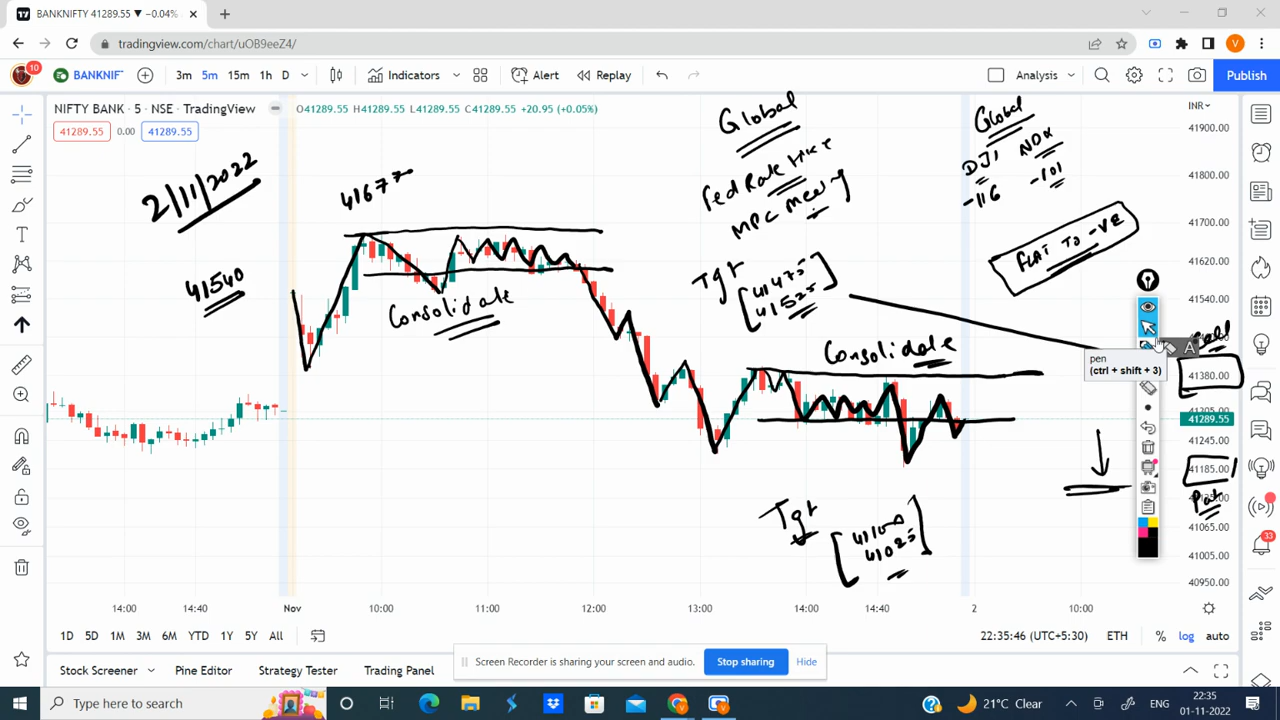 BANKNIFTY 41289.55 ▼ −0.04%
tradingview.com/chart/uOB9eeZ4/
V
10
BANKNIF
3m 5m 15m 1h D
Indicators
Alert
Replay
Analysis
Publish
NIFTY BANK · 5 · NSE · TradingView
O41289.55 H41289.55 L41289.55 C41289.55 +20.95 (+0.05%)
INR
41289.55 0.00 41289.55
2/11/2022
41540
41677
Consolidate
Global
Fed Rate Hike
MPC Meeting
Tgt
41475
41525
Global
DJI NDX
-116 -101
FLAT TO -VE
Consolidate
Tgt
41100
41025
Call
Put
pen
(ctrl + shift + 3)
A
41900.00
41800.00
41700.00
41620.00
41540.00
41380.00
41289.55
41245.00
41185.00
41065.00
41005.00
40950.00
33
14:00 14:40 Nov 10:00 11:00 12:00 13:00 14:00 14:40 2 10:00
1D 5D 1M 3M 6M YTD 1Y 5Y All
22:35:46 (UTC+5:30) ETH % log auto
Stock Screener Pine Editor Strategy Tester Trading Panel
Screen Recorder is sharing your screen and audio. Stop sharing Hide
Type here to search
21°C Clear
ENG
22:35
01-11-2022